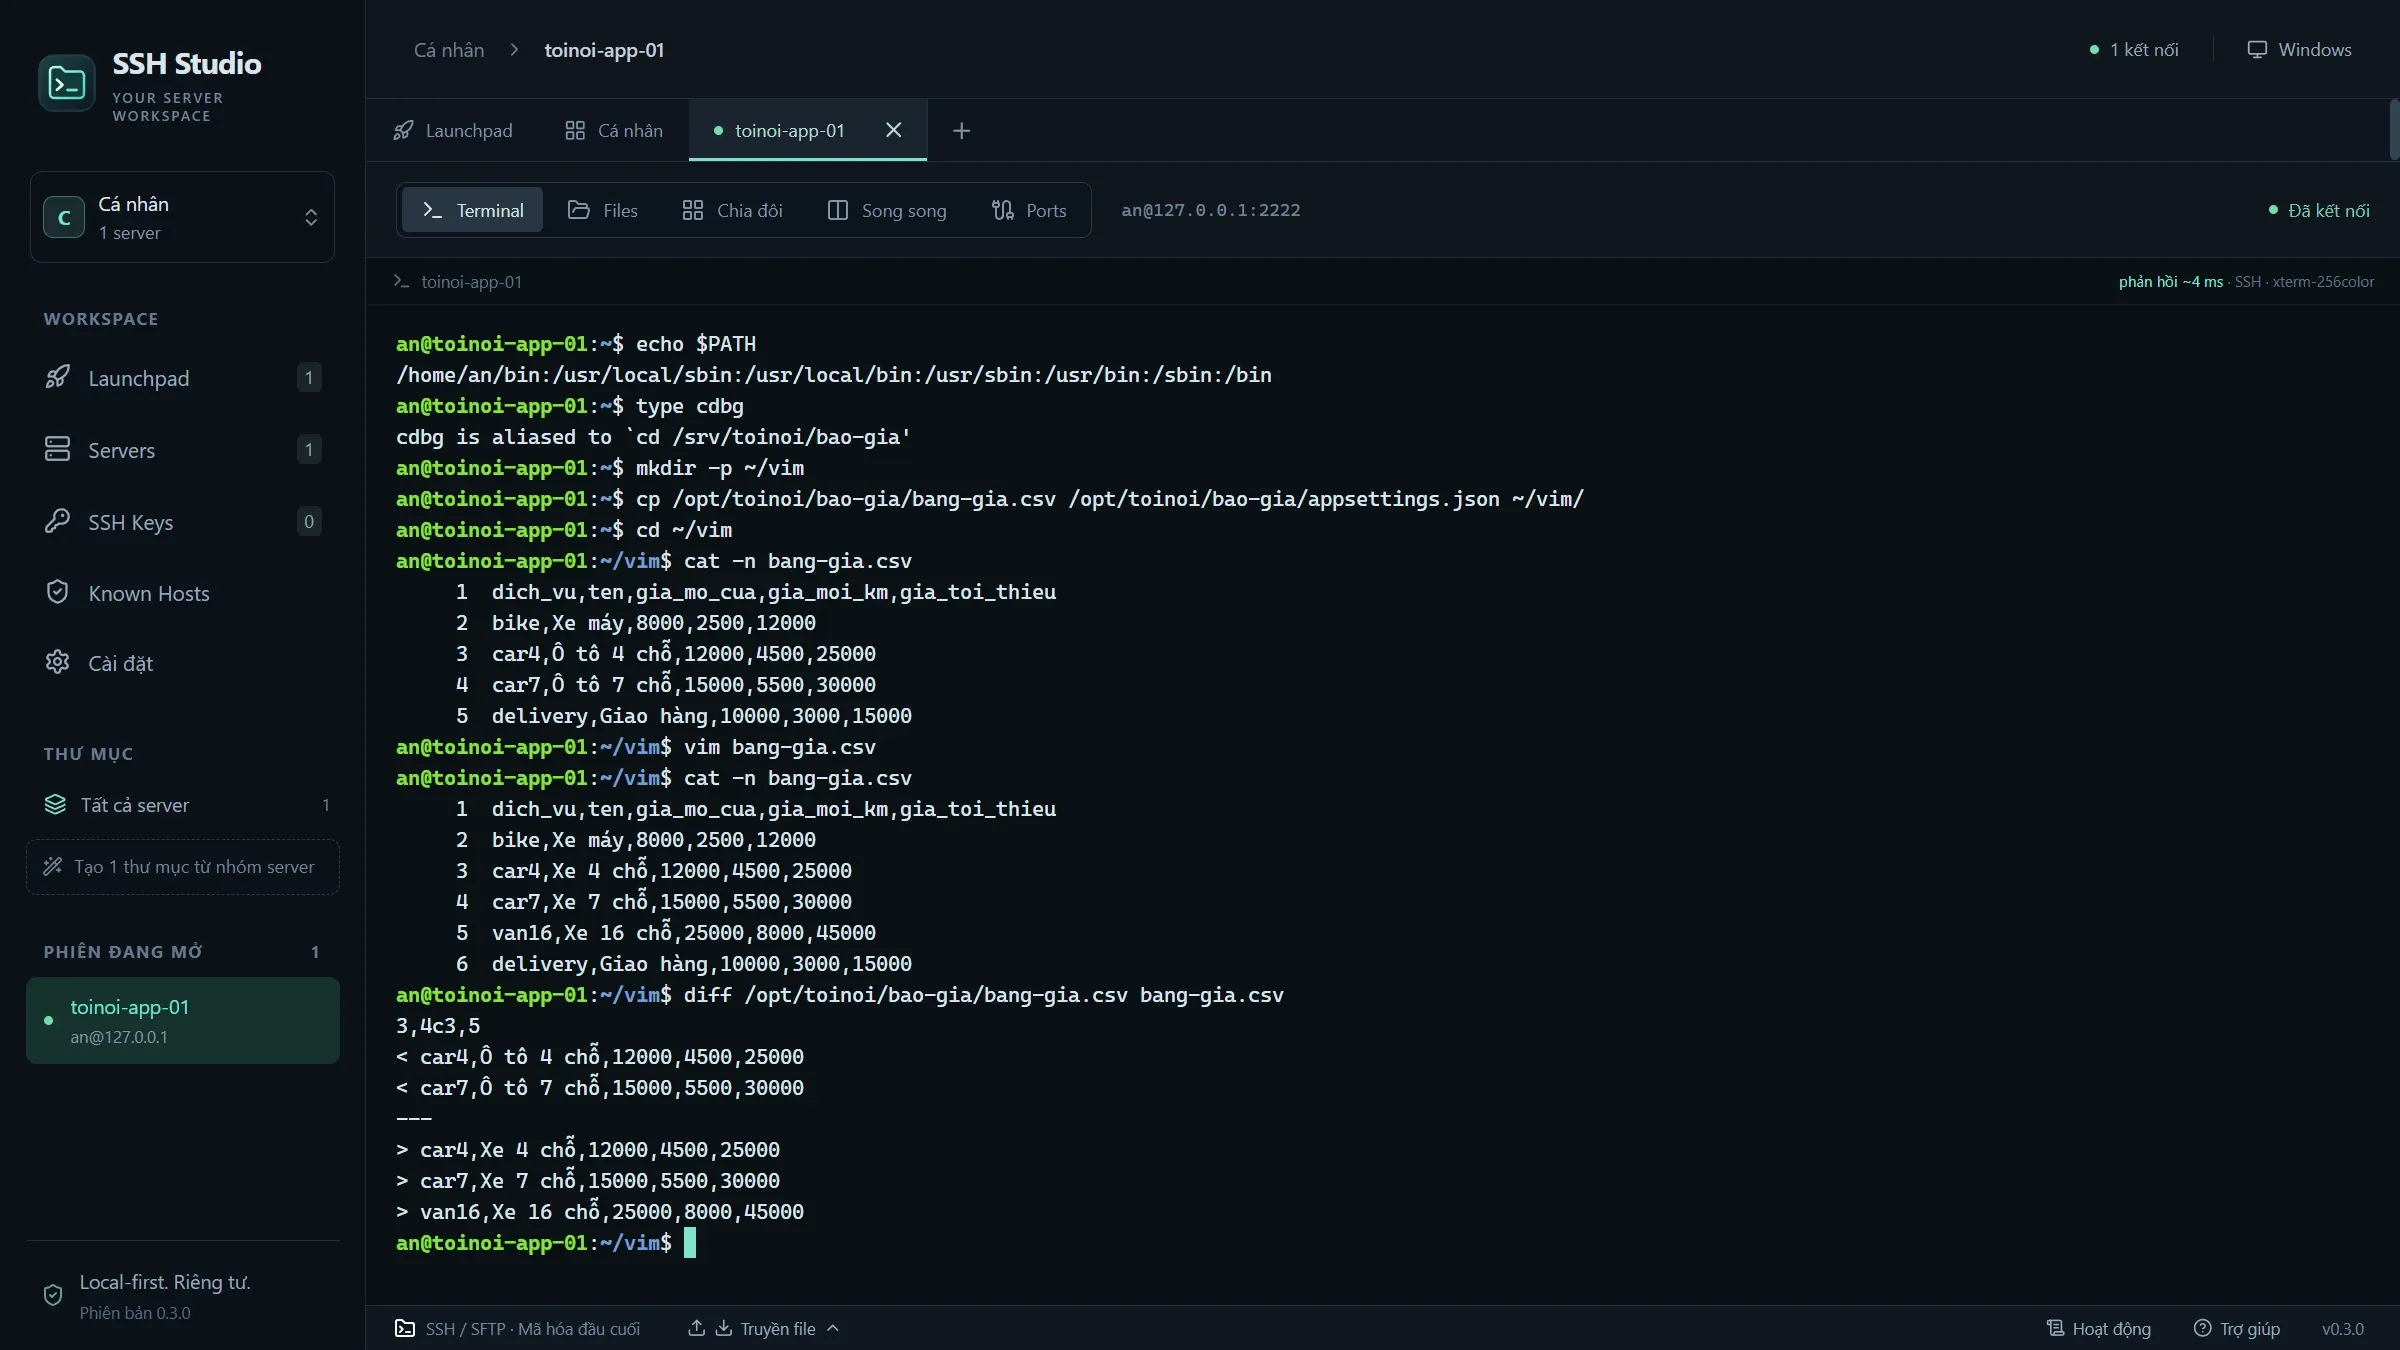 SSH Studio
YOUR SERVER
WORKSPACE
C
Cá nhân
1 server
WORKSPACE
Launchpad 1
Servers 1
SSH Keys 0
Known Hosts
Cài đặt
THƯ MỤC
Tất cả server 1
Tạo 1 thư mục từ nhóm server
PHIÊN ĐANG MỞ 1
toinoi-app-01
an@127.0.0.1
Local-first. Riêng tư.
Phiên bản 0.3.0
Cá nhân > toinoi-app-01
1 kết nối
Windows
Launchpad
Cá nhân
toinoi-app-01
Terminal
Files
Chia đôi
Song song
Ports
an@127.0.0.1:2222
Đã kết nối
toinoi-app-01
phản hồi ~4 ms · SSH · xterm-256color
an@toinoi-app-01:~$ echo $PATH
/home/an/bin:/usr/local/sbin:/usr/local/bin:/usr/sbin:/usr/bin:/sbin:/bin
an@toinoi-app-01:~$ type cdbg
cdbg is aliased to `cd /srv/toinoi/bao-gia'
an@toinoi-app-01:~$ mkdir -p ~/vim
an@toinoi-app-01:~$ cp /opt/toinoi/bao-gia/bang-gia.csv /opt/toinoi/bao-gia/appsettings.json ~/vim/
an@toinoi-app-01:~$ cd ~/vim
an@toinoi-app-01:~/vim$ cat -n bang-gia.csv
1 dich_vu,ten,gia_mo_cua,gia_moi_km,gia_toi_thieu
2 bike,Xe máy,8000,2500,12000
3 car4,Ô tô 4 chỗ,12000,4500,25000
4 car7,Ô tô 7 chỗ,15000,5500,30000
5 delivery,Giao hàng,10000,3000,15000
an@toinoi-app-01:~/vim$ vim bang-gia.csv
an@toinoi-app-01:~/vim$ cat -n bang-gia.csv
1 dich_vu,ten,gia_mo_cua,gia_moi_km,gia_toi_thieu
2 bike,Xe máy,8000,2500,12000
3 car4,Xe 4 chỗ,12000,4500,25000
4 car7,Xe 7 chỗ,15000,5500,30000
5 van16,Xe 16 chỗ,25000,8000,45000
6 delivery,Giao hàng,10000,3000,15000
an@toinoi-app-01:~/vim$ diff /opt/toinoi/bao-gia/bang-gia.csv bang-gia.csv
3,4c3,5
< car4,Ô tô 4 chỗ,12000,4500,25000
< car7,Ô tô 7 chỗ,15000,5500,30000
---
> car4,Xe 4 chỗ,12000,4500,25000
> car7,Xe 7 chỗ,15000,5500,30000
> van16,Xe 16 chỗ,25000,8000,45000
an@toinoi-app-01:~/vim$
SSH / SFTP · Mã hóa đầu cuối
Truyền file
Hoạt động
Trợ giúp
v0.3.0